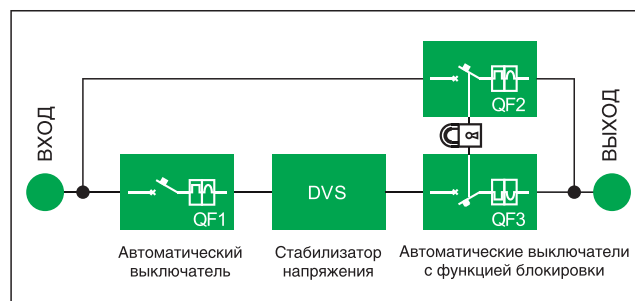 QF2
ВХОД
ВЫХОД
QF1
DVS
QF3
Автоматический
выключатель
Стабилизатор
напряжения
Автоматические выключатели
с функцией блокировки